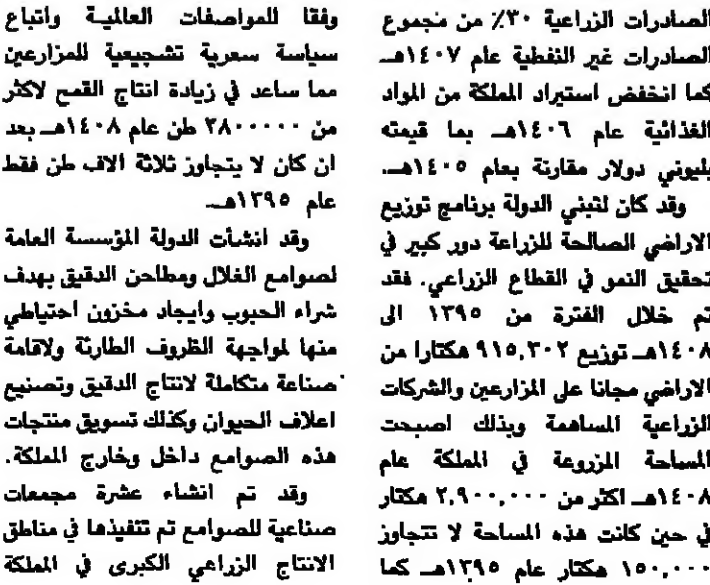 الصادرات الزراعية ٣٠٪ من مجموع
الصادرات غير النفطية عام ١٤٠٧هـ
كما انخفض استيراد المملكة من المواد
الغذائية عام ١٤٠٦هـ بما قيمته
بليوني دولار مقارنة بعام ١٤٠٥هـ.
وقد كان لتبني الدولة برنامج توزيع
الاراضي الصالحة للزراعة دور كبير في
تحقيق النمو في القطاع الزراعي. فقد
تم خلال الفترة من ١٣٩٥ الى
١٤٠٨هـ توزيع ٩١٥,٣٠٢ هكتارا من
الاراضي مجانا على المزارعين والشركات
الزراعية المساهمة وبذلك اصبحت
المساحة المزروعة في المملكة عام
١٤٠٨هـ اكثر من ٢,٩٠٠,٠٠٠ هكتار
في حين كانت هذه المساحة لا تتجاوز
١٥٠,٠٠٠ هكتار عام ١٣٩٥هـ كما
وفقا للمواصفات العالمية واتباع
سياسة سعرية تشجيعية للمزارعين
مما ساعد في زيادة انتاج القمح لاكثر
من ٢٨٠٠٠٠٠ طن عام ١٤٠٨هـ بعد
ان كان لا يتجاوز ثلاثة الاف طن فقط
عام ١٣٩٥هـ.
وقد انشأت الدولة المؤسسة العامة
لصوامع الغلال ومطاحن الدقيق بهدف
شراء الحبوب وايجاد مخزون احتياطي
منها لمواجهة الظروف الطارئة ولاقامة
صناعة متكاملة لانتاج الدقيق وتصنيع
اعلاف الحيوان وكذلك تسويق منتجات
هذه الصوامع داخل وخارج المملكة.
وقد تم انشاء عشرة مجمعات
صناعية للصوامع تم تنفيذها في مناطق
الانتاج الزراعي الكبرى في المملكة